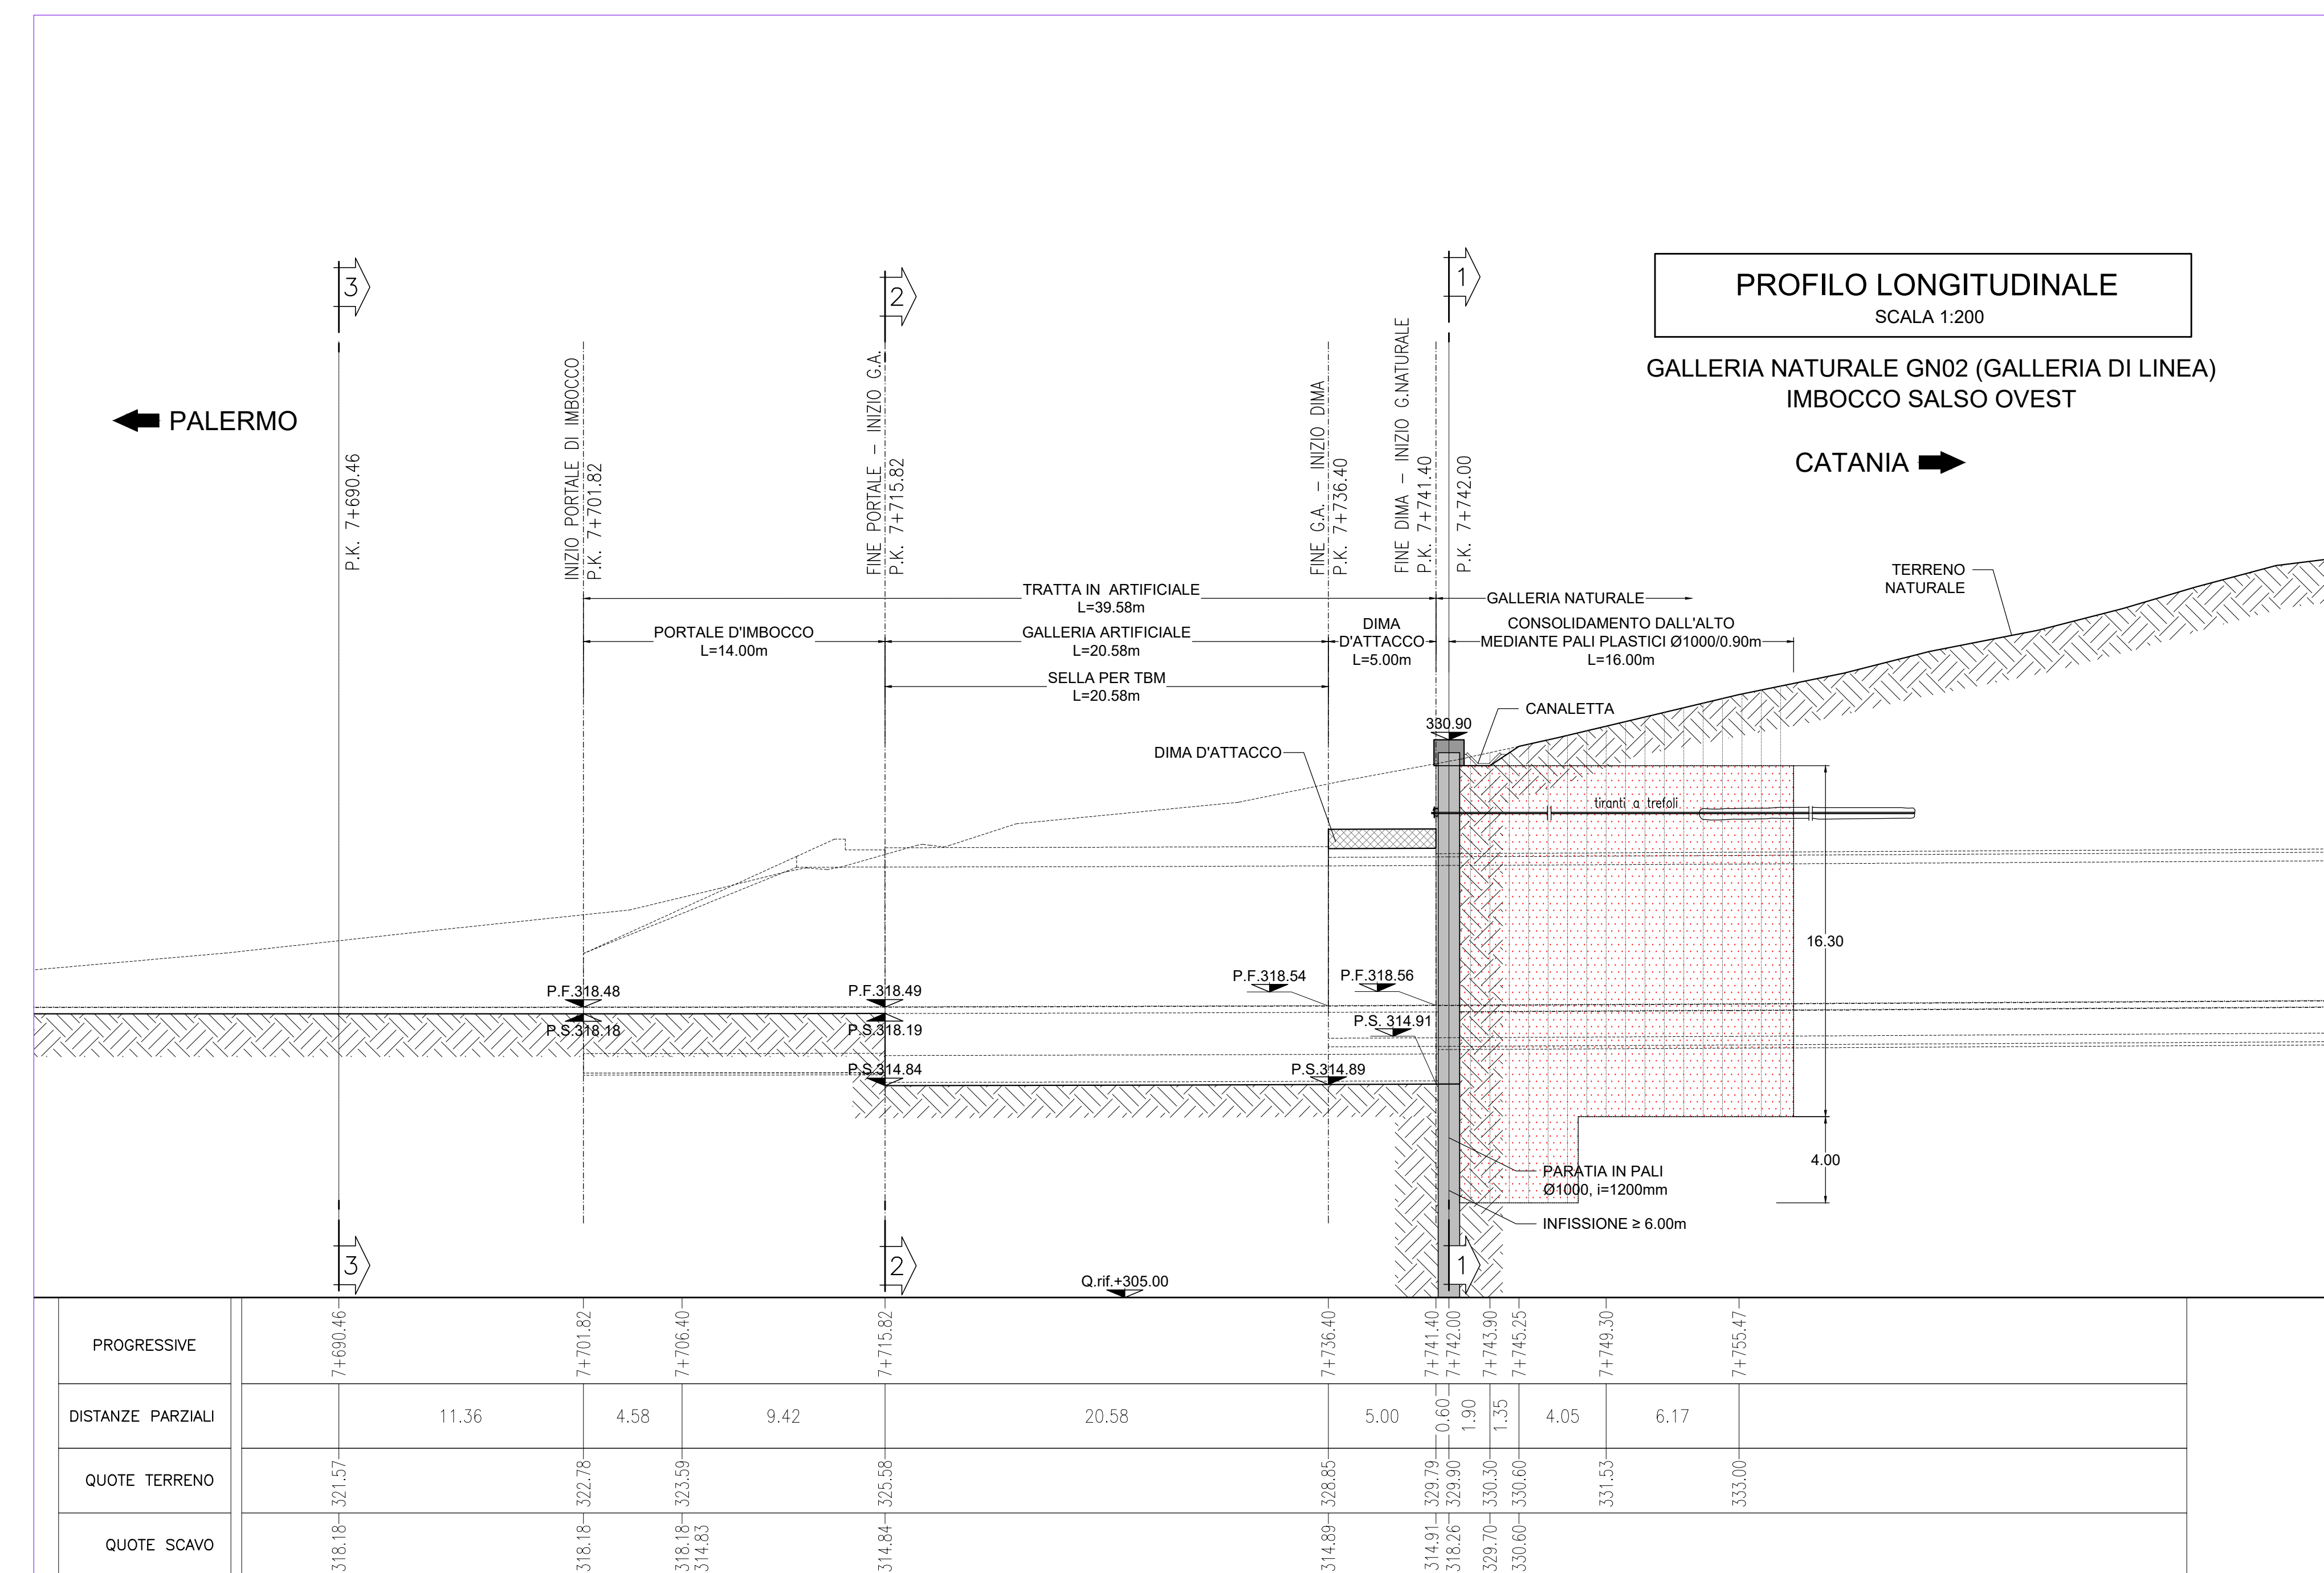 PROFILO LONGITUDINALE
SCALA 1:200
GALLERIA NATURALE GN02 (GALLERIA DI LINEA)
IMBOCCO SALSO OVEST
CATANIA
PALERMO
3
2
1
P.K. 7+690.46
INIZIO PORTALE DI IMBOCCO
P.K. 7+701.82
FINE PORTALE - INIZIO G.A.
P.K. 7+715.82
FINE G.A. - INIZIO DIMA
P.K. 7+736.40
FINE DIMA - INIZIO G.NATURALE
P.K. 7+741.40
P.K. 7+742.00
TERRENO
NATURALE
TRATTA IN ARTIFICIALE
L=39.58m
GALLERIA NATURALE
PORTALE D'IMBOCCO
L=14.00m
GALLERIA ARTIFICIALE
L=20.58m
DIMA
D'ATTACCO
L=5.00m
CONSOLIDAMENTO DALL'ALTO
MEDIANTE PALI PLASTICI Ø1000/0.90m
L=16.00m
SELLA PER TBM
L=20.58m
CANALETTA
330.90
DIMA D'ATTACCO
tiranti a trefoli
16.30
P.F.318.48
P.F.318.49
P.F.318.54
P.F.318.56
P.S.318.18
P.S.318.19
P.S. 314.91
P.S.314.84
P.S.314.89
4.00
PARATIA IN PALI
Ø1000, i=1200mm
INFISSIONE ≥ 6.00m
3
2
1
Q.rif.+305.00
PROGRESSIVE
7+690.46
7+701.82
7+706.40
7+715.82
7+736.40
7+741.40
7+742.00
7+743.90
7+745.25
7+749.30
7+755.47
DISTANZE PARZIALI
11.36
4.58
9.42
20.58
5.00
0.60
1.90
1.35
4.05
6.17
QUOTE TERRENO
321.57
322.78
323.59
325.58
328.85
329.79
329.90
330.30
330.60
331.53
333.00
QUOTE SCAVO
318.18
318.18
318.18
314.83
314.84
314.89
314.91
318.26
329.70
330.60